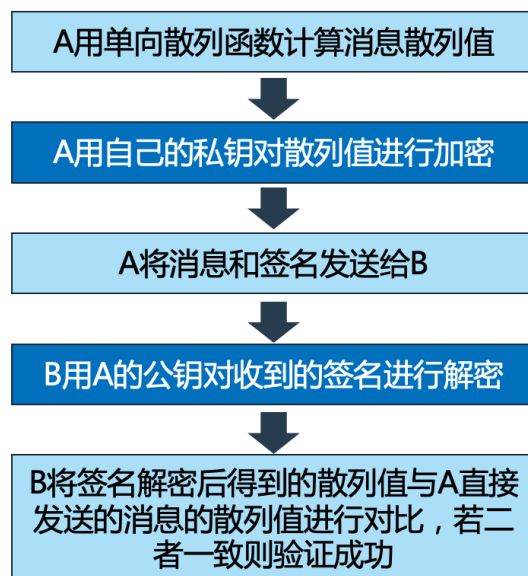 A用单向散列函数计算消息散列值
A用自己的私钥对散列值进行加密
A将消息和签名发送给B
B用A的公钥对收到的签名进行解密
B将签名解密后得到的散列值与A直接
发送的消息的散列值进行对比，若二
者一致则验证成功